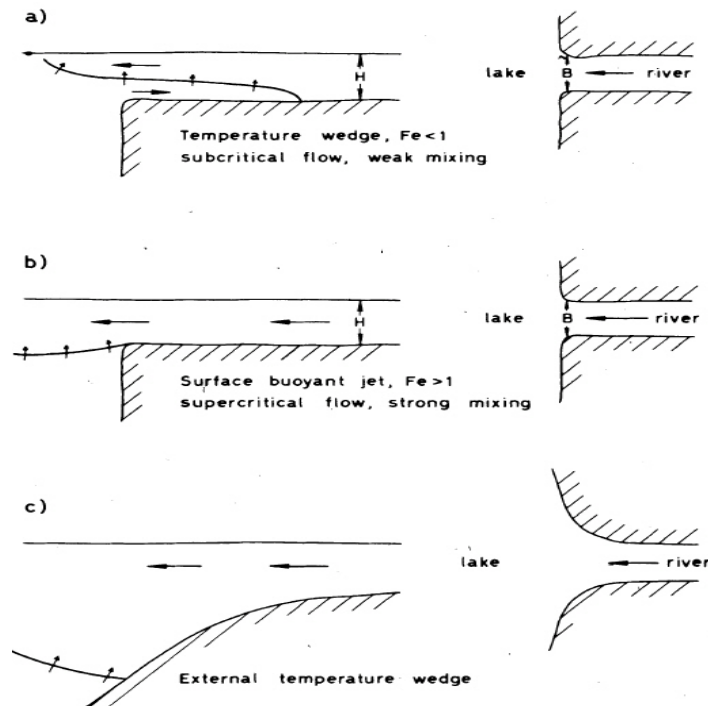 a)
H
lake B river
Temperature wedge, Fe<1
subcritical flow, weak mixing
b)
H
lake B river
Surface buoyant jet, Fe>1
supercritical flow, strong mixing
c)
lake river
External temperature wedge